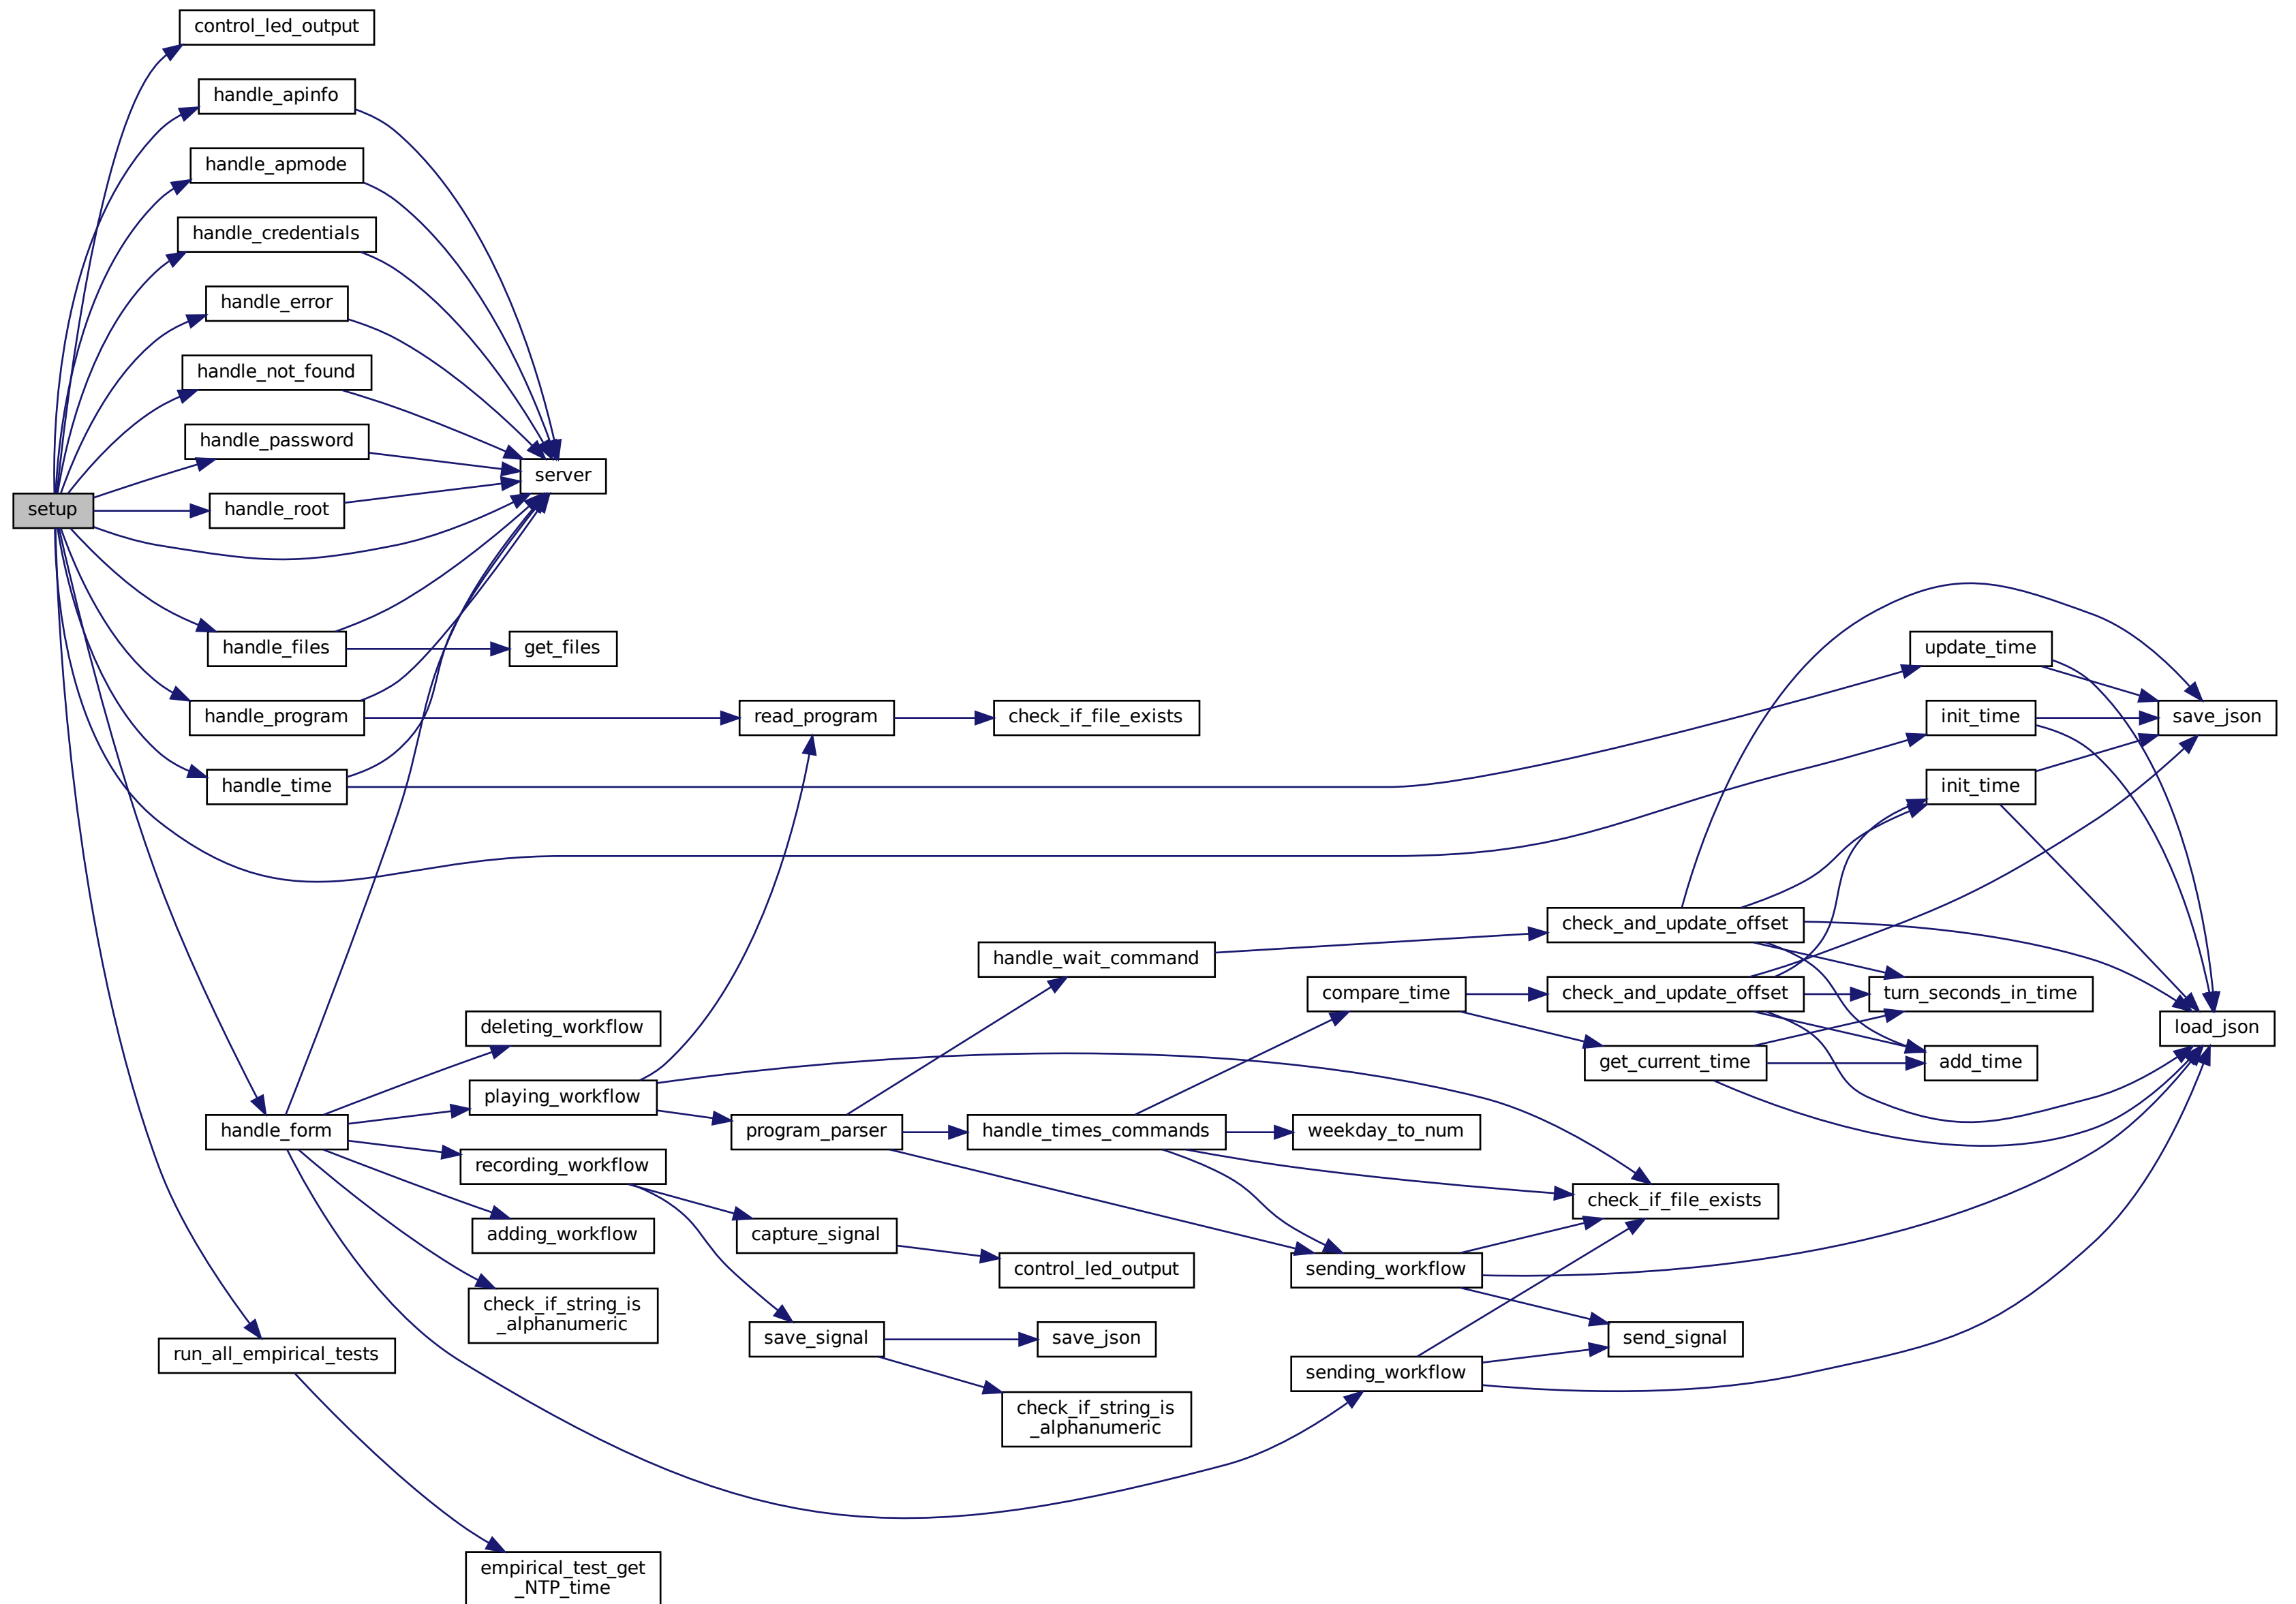 control_led_output
handle_apinfo
handle_apmode
handle_credentials
handle_error
handle_not_found
handle_password
server
setup
handle_root
handle_files
get_files
update_time
handle_program
read_program
check_if_file_exists
init_time
save_json
handle_time
init_time
check_and_update_offset
handle_wait_command
compare_time
check_and_update_offset
turn_seconds_in_time
deleting_workflow
load_json
get_current_time
add_time
playing_workflow
handle_form
program_parser
handle_times_commands
weekday_to_num
recording_workflow
check_if_file_exists
adding_workflow
capture_signal
control_led_output
sending_workflow
check_if_string_is
_alphanumeric
save_signal
save_json
send_signal
run_all_empirical_tests
sending_workflow
check_if_string_is
_alphanumeric
empirical_test_get
_NTP_time